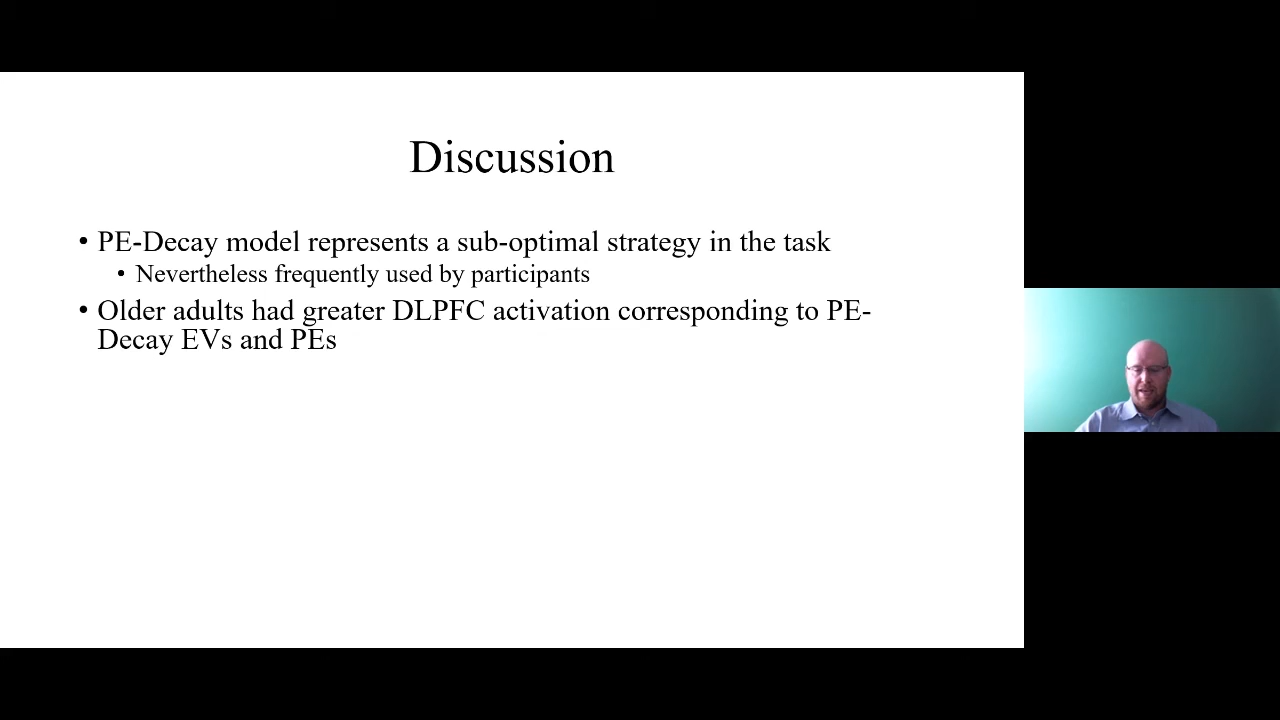 Discussion
• PE-Decay model represents a sub-optimal strategy in the task
• Nevertheless frequently used by participants
• Older adults had greater DLPFC activation corresponding to PE-
Decay EVs and PEs